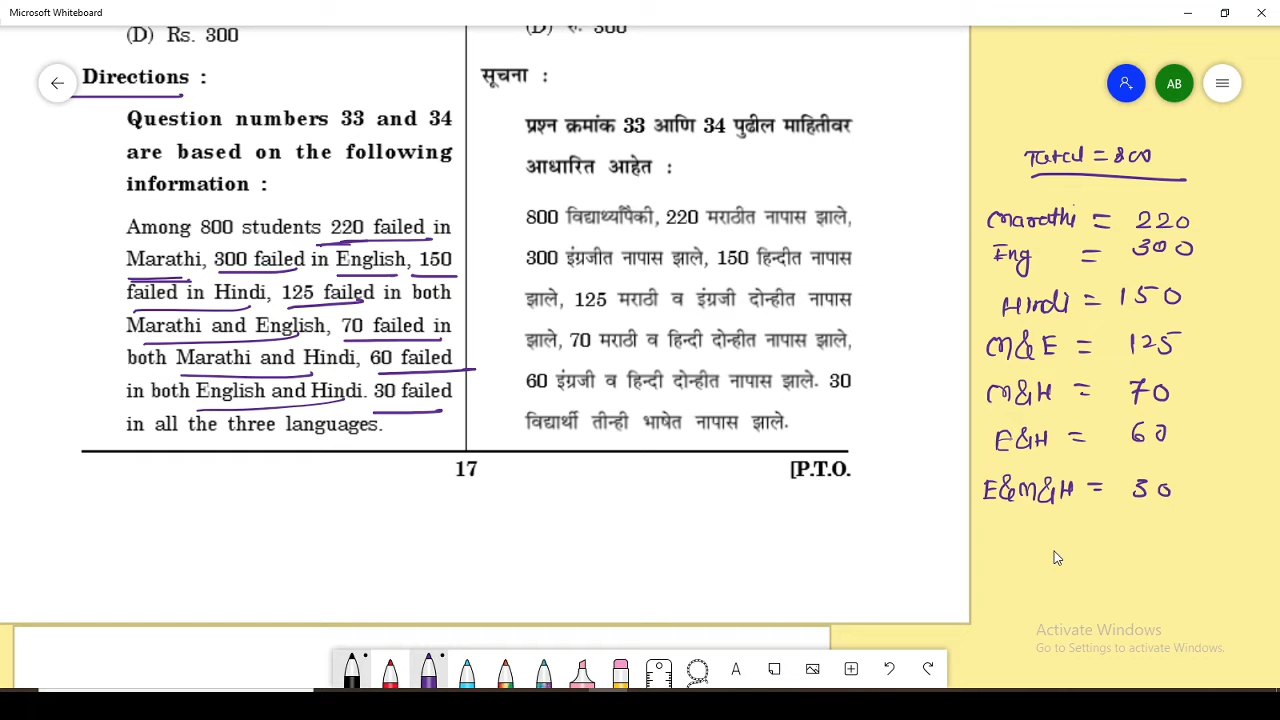 Microsoft Whiteboard
(D) Rs. 300
(D) रु. 300
Directions :
Question numbers 33 and 34
are based on the following
information :
Among 800 students 220 failed in
Marathi, 300 failed in English, 150
failed in Hindi, 125 failed in both
Marathi and English, 70 failed in
both Marathi and Hindi, 60 failed
in both English and Hindi. 30 failed
in all the three languages.
सूचना :
प्रश्न क्रमांक 33 आणि 34 पुढील माहितीवर
आधारित आहेत :
800 विद्यार्थ्यांपैकी, 220 मराठीत नापास झाले,
300 इंग्रजीत नापास झाले, 150 हिन्दीत नापास
झाले, 125 मराठी व इंग्रजी दोन्हीत नापास
झाले, 70 मराठी व हिन्दी दोन्हीत नापास झाले,
60 इंग्रजी व हिन्दी दोन्हीत नापास झाले. 30
विद्यार्थी तीन्ही भाषेत नापास झाले.
17
[P.T.O.
AB
Total = 800
Marathi = 220
Eng = 300
Hindi = 150
M&E = 125
M&H = 70
E&H = 60
E&M&H = 30
Activate Windows
Go to Settings to activate Windows.
A